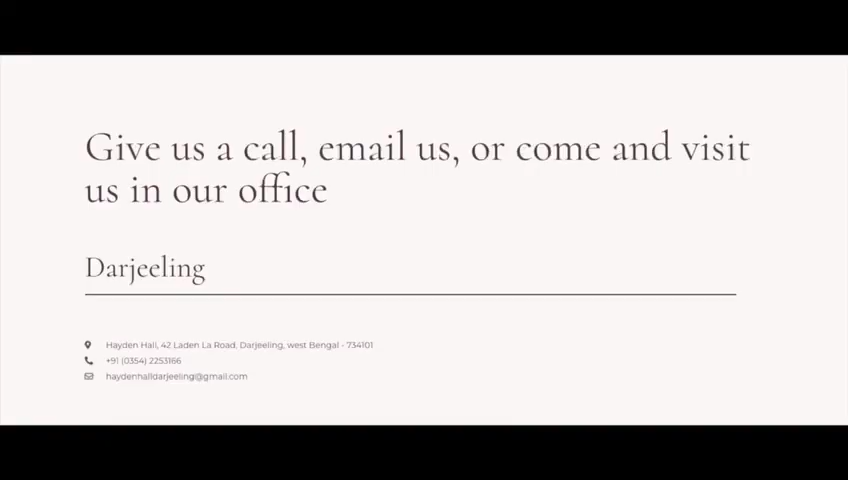 Give us a call, email us, or come and visit
us in our office
Darjeeling
Hayden Hall, 42 Laden La Road, Darjeeling, west Bengal - 734101
+91 (0354) 2253166
haydenhalldarjeeling@gmail.com